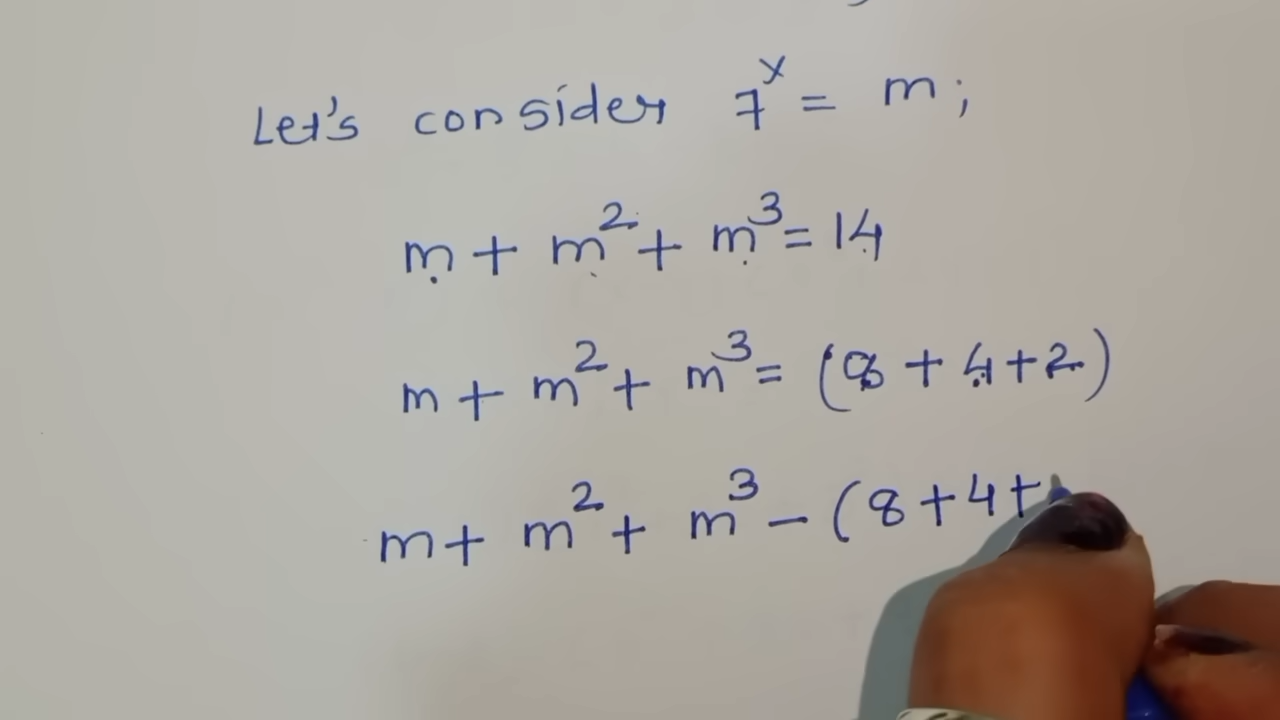 Let's consider 7^x = m;
m + m^2 + m^3 = 14
m + m^2 + m^3 = (8 + 4 + 2)
m + m^2 + m^3 - (8 + 4 +